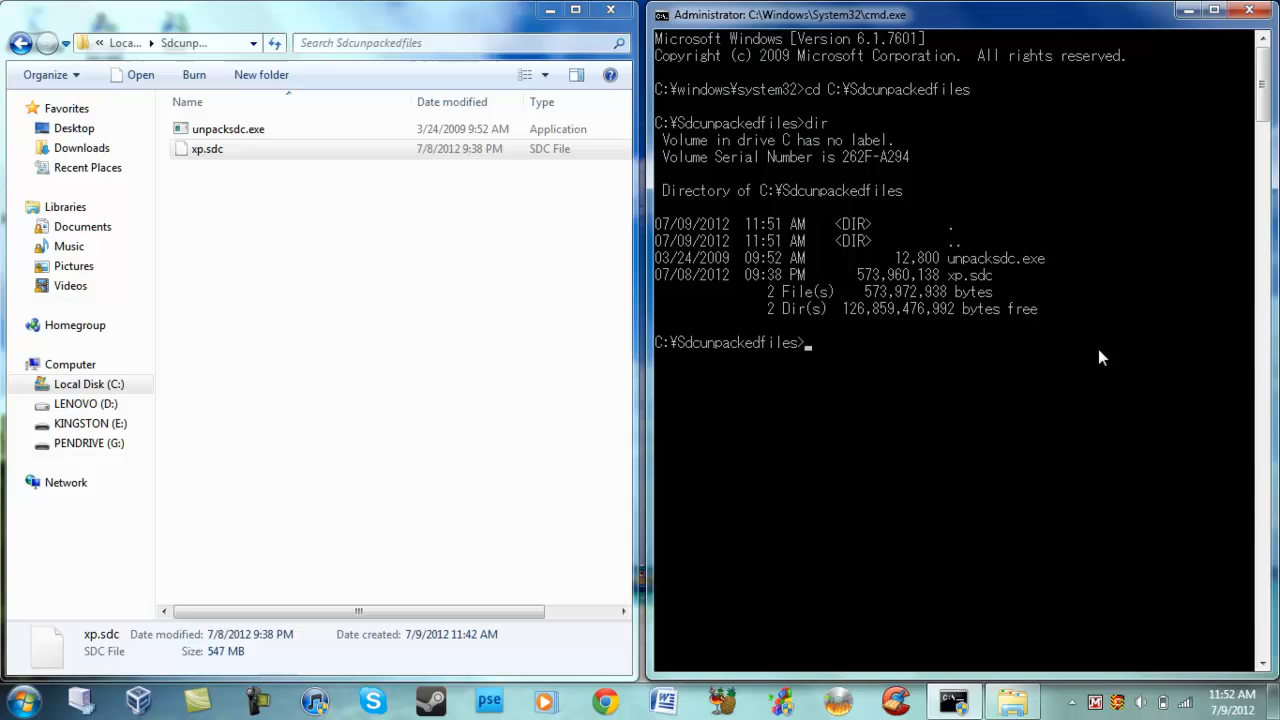 Loca... ▸ Sdcunp...
Search Sdcunpackedfiles
Organize Open Burn New folder
Favorites
Desktop
Downloads
Recent Places
Libraries
Documents
Music
Pictures
Videos
Homegroup
Computer
Local Disk (C:)
LENOVO (D:)
KINGSTON (E:)
PENDRIVE (G:)
Network
Name Date modified Type
unpacksdc.exe 3/24/2009 9:52 AM Application
xp.sdc 7/8/2012 9:38 PM SDC File
xp.sdc Date modified: 7/8/2012 9:38 PM Date created: 7/9/2012 11:42 AM
SDC File Size: 547 MB
Administrator: C:\Windows\System32\cmd.exe
Microsoft Windows [Version 6.1.7601]
Copyright (c) 2009 Microsoft Corporation.  All rights reserved.
C:¥windows¥system32>cd C:¥Sdcunpackedfiles
C:¥Sdcunpackedfiles>dir
Volume in drive C has no label.
Volume Serial Number is 262F-A294
Directory of C:¥Sdcunpackedfiles
07/09/2012  11:51 AM    <DIR>          .
07/09/2012  11:51 AM    <DIR>          ..
03/24/2009  09:52 AM            12,800 unpacksdc.exe
07/08/2012  09:38 PM       573,960,138 xp.sdc
2 File(s)    573,972,938 bytes
2 Dir(s)  126,859,476,992 bytes free
C:¥Sdcunpackedfiles>_
pse
11:52 AM
7/9/2012